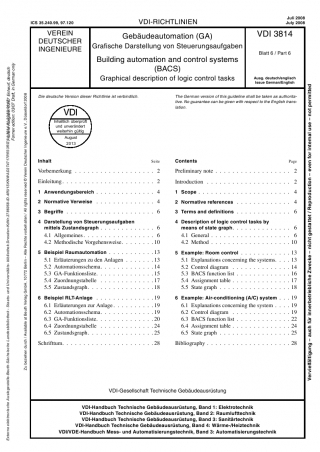 ICS 35.240.99, 97.120
VDI-RICHTLINIEN
Juli 2008
July 2008
VEREIN
DEUTSCHER
INGENIEURE
Gebäudeautomation (GA)
Grafische Darstellung von Steuerungsaufgaben
Building automation and control systems
(BACS)
Graphical description of logic control tasks
VDI 3814
Blatt 6 / Part 6
Ausg. deutsch/englisch
Issue German/English
Die deutsche Version dieser Richtlinie ist verbindlich.
The German version of this guideline shall be taken as authorita-
tive. No guarantee can be given with respect to the English trans-
lation.
VDI
Inhaltlich überprüft
und unverändert
weiterhin gültig
August
2013
Inhalt Seite
Vorbemerkung 2
Einleitung 2
1 Anwendungsbereich 4
2 Normative Verweise 4
3 Begriffe 6
4 Darstellung von Steuerungsaufgaben
mittels Zustandsgraph 6
4.1 Allgemeines 6
4.2 Methodische Vorgehensweise 10
5 Beispiel Raumautomation 13
5.1 Erläuterungen zu den Anlagen 13
5.2 Automationsschema 14
5.3 GA-Funktionsliste 15
5.4 Zuordnungstabelle 17
5.5 Zustandsgraph 18
6 Beispiel RLT-Anlage 19
6.1 Erläuterungen zur Anlage 19
6.2 Automationsschema 19
6.3 GA-Funktionsliste 20
6.4 Zuordnungstabelle 24
6.5 Zustandsgraph 25
Schrifttum 28
Contents Page
Preliminary note 2
Introduction 2
1 Scope 4
2 Normative references 4
3 Terms and definitions 6
4 Description of logic control tasks by
means of state graph 6
4.1 General 6
4.2 Method 10
5 Example: Room control 13
5.1 Explanations concerning the systems 13
5.2 Control diagram 14
5.3 BACS function list 16
5.4 Assignment table 17
5.5 State graph 18
6 Example: Air-conditioning (A/C) system 19
6.1 Explanations concerning the system 19
6.2 Control diagram 19
6.3 BACS function list 22
6.4 Assignment table 24
6.5 State graph 25
Bibliography 28
VDI-Gesellschaft Technische Gebäudeausrüstung
VDI-Handbuch Technische Gebäudeausrüstung, Band 1: Elektrotechnik
VDI-Handbuch Technische Gebäudeausrüstung, Band 2: Raumlufttechnik
VDI-Handbuch Technische Gebäudeausrüstung, Band 3: Sanitärtechnik
VDI-Handbuch Technische Gebäudeausrüstung, Band 4: Wärme-/Heiztechnik
VDI/VDE-Handbuch Mess- und Automatisierungstechnik, Band 3: Automatisierungstechnik
Vervielfältigung – auch für innerbetriebliche Zwecke – nicht gestattet / Reproduction – even for internal use – not permitted